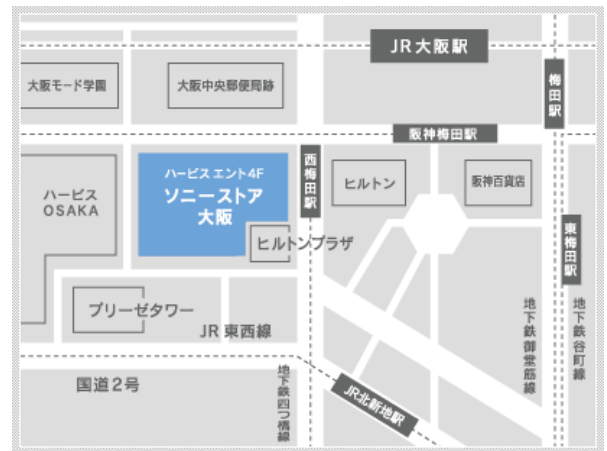 JR大阪駅
大阪モード学園
大阪中央郵便局跡
梅田駅
阪神梅田駅
ハービス
OSAKA
ハービス エント4F
ソニーストア
大阪
西梅田駅
ヒルトン
阪神百貨店
ヒルトンプラザ
東梅田駅
ブリーゼタワー
JR東西線
地下鉄御堂筋線
地下鉄谷町線
国道2号
地下鉄四つ橋線
JR北新地駅